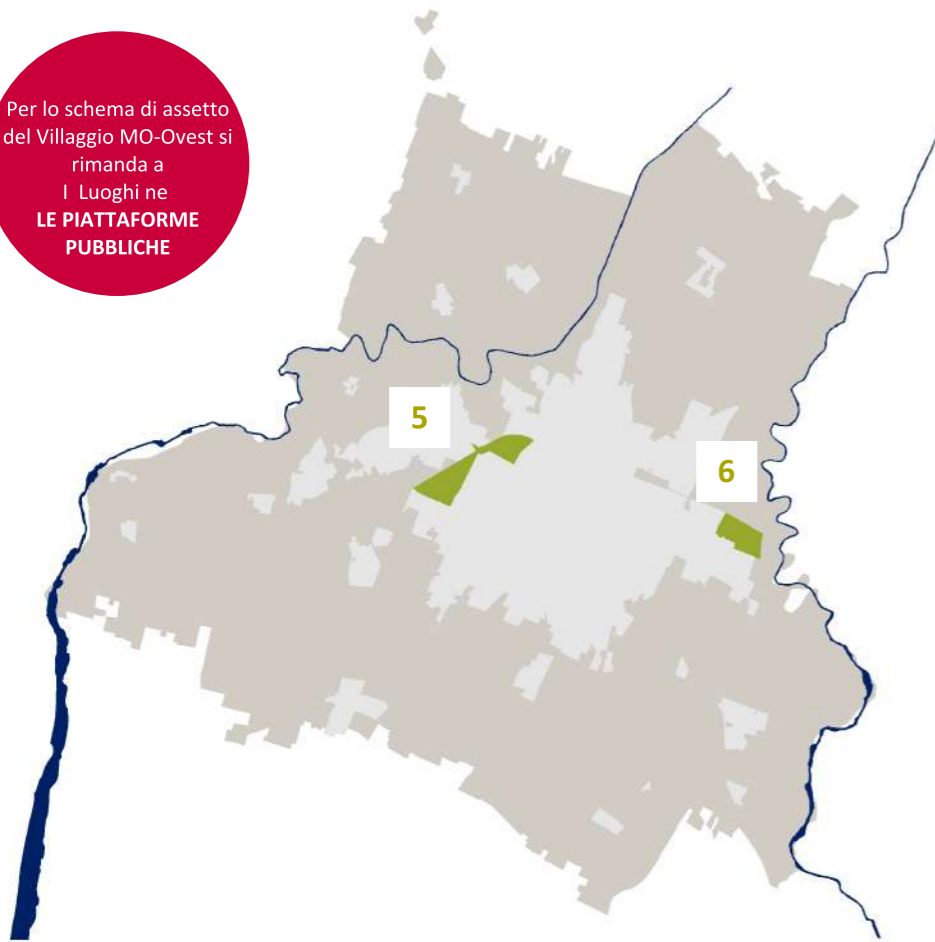 Per lo schema di assetto
del Villaggio MO-Ovest si
rimanda a
I Luoghi ne
LE PIATTAFORME
PUBBLICHE
5
6